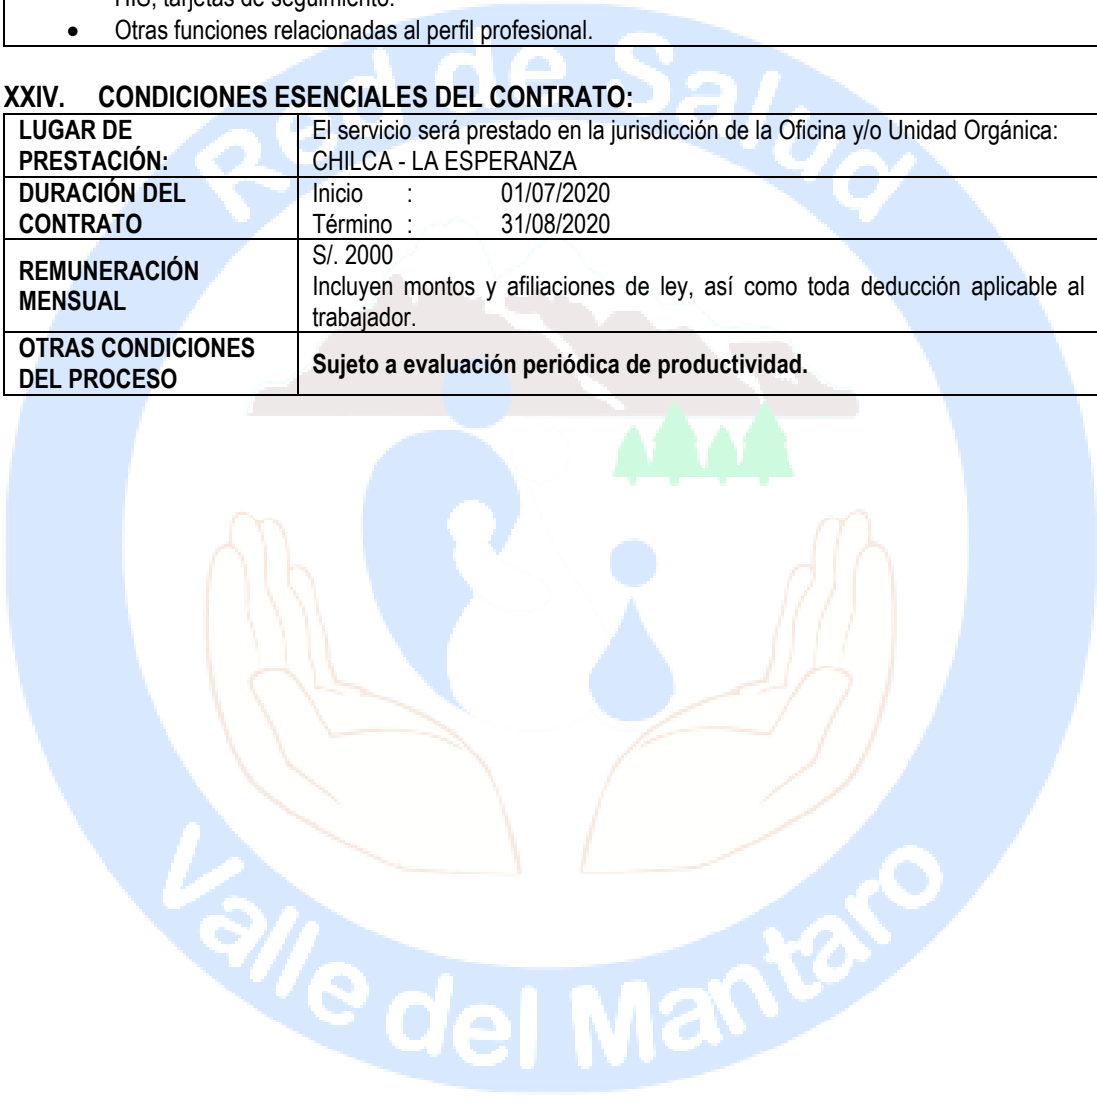 HIS, tarjetas de seguimiento.
• Otras funciones relacionadas al perfil profesional.
XXIV. CONDICIONES ESENCIALES DEL CONTRATO:
LUGAR DE PRESTACIÓN:
El servicio será prestado en la jurisdicción de la Oficina y/o Unidad Orgánica:
CHILCA - LA ESPERANZA
DURACIÓN DEL CONTRATO
Inicio : 01/07/2020
Término : 31/08/2020
REMUNERACIÓN MENSUAL
S/. 2000
Incluyen montos y afiliaciones de ley, así como toda deducción aplicable al
trabajador.
OTRAS CONDICIONES DEL PROCESO
Sujeto a evaluación periódica de productividad.
Red de Salud
Valle del Mantaro